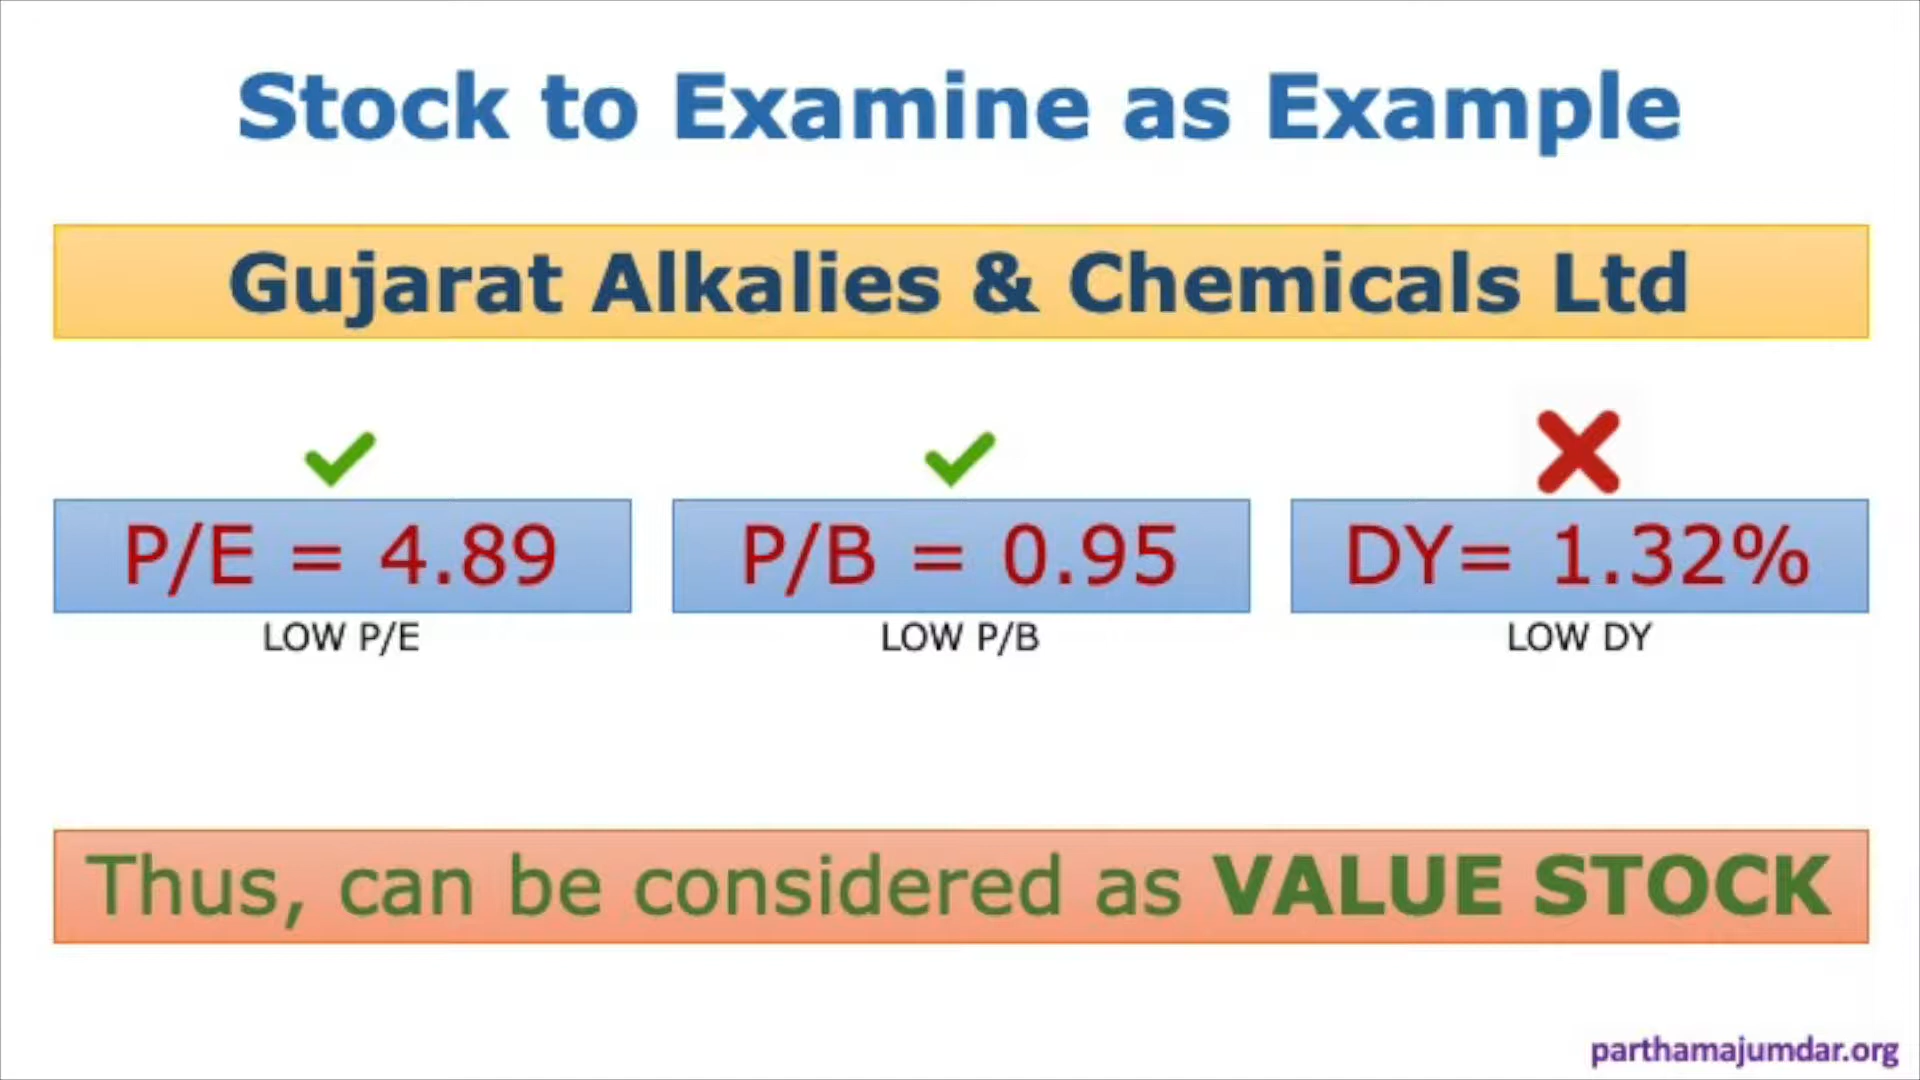 Stock to Examine as Example
Gujarat Alkalies & Chemicals Ltd
P/E = 4.89
LOW P/E
P/B = 0.95
LOW P/B
DY= 1.32%
LOW DY
Thus, can be considered as VALUE STOCK
parthamajumdar.org